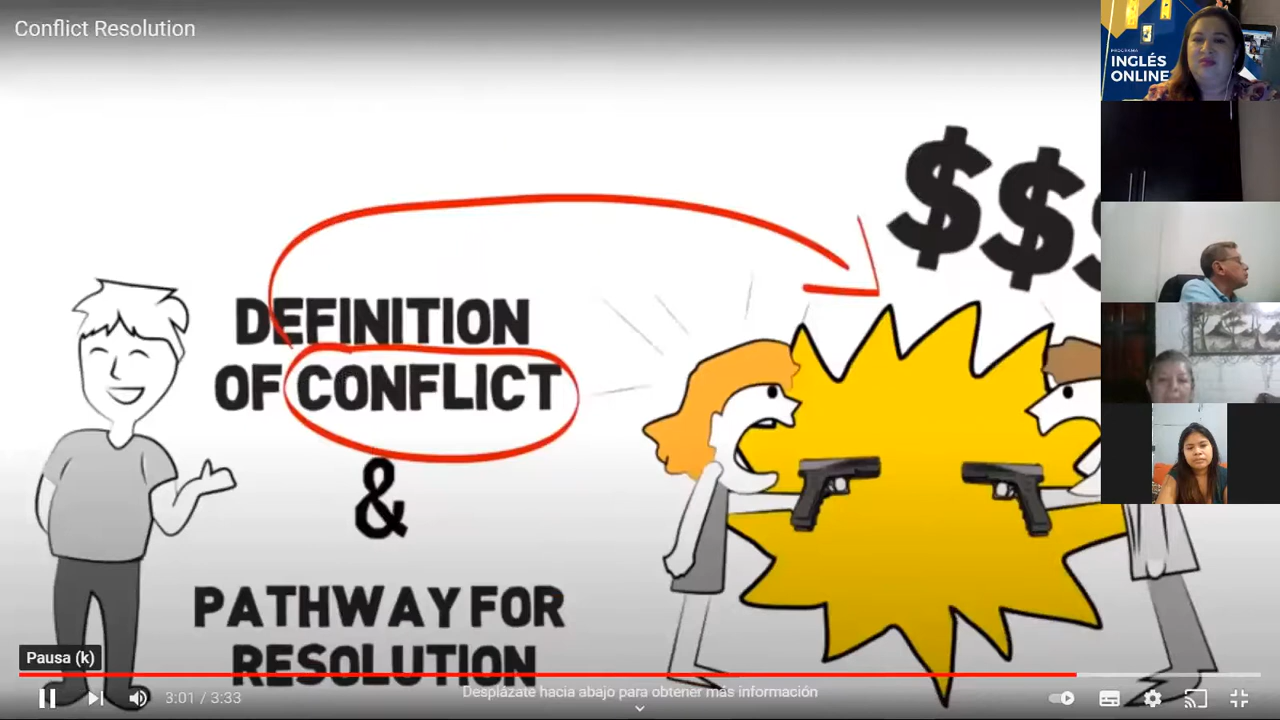 Conflict Resolution
PROGRAMA
INGLÉS
ONLINE
$$$
DEFINITION
OF CONFLICT
&
PATHWAY FOR
RESOLUTION
Pausa (k)
3:01 / 3:33
Desplázate hacia abajo para obtener más información